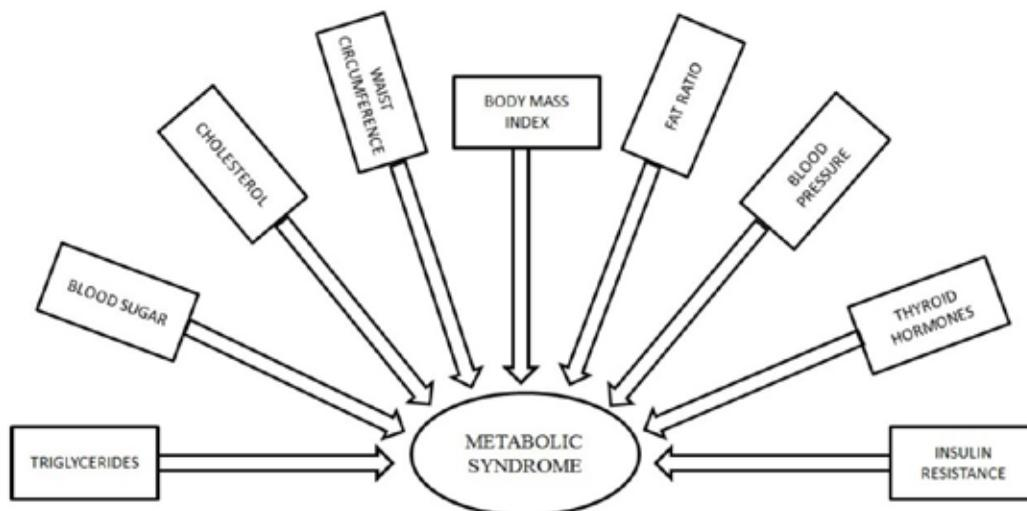 WAIST
CIRCUMFERENCE
FAT RATIO
BODY MASS
INDEX
CHOLESTEROL
BLOOD
PRESSURE
BLOOD SUGAR
THYROID
HORMONES
TRIGLYCERIDES
METABOLIC
SYNDROME
INSULIN
RESISTANCE